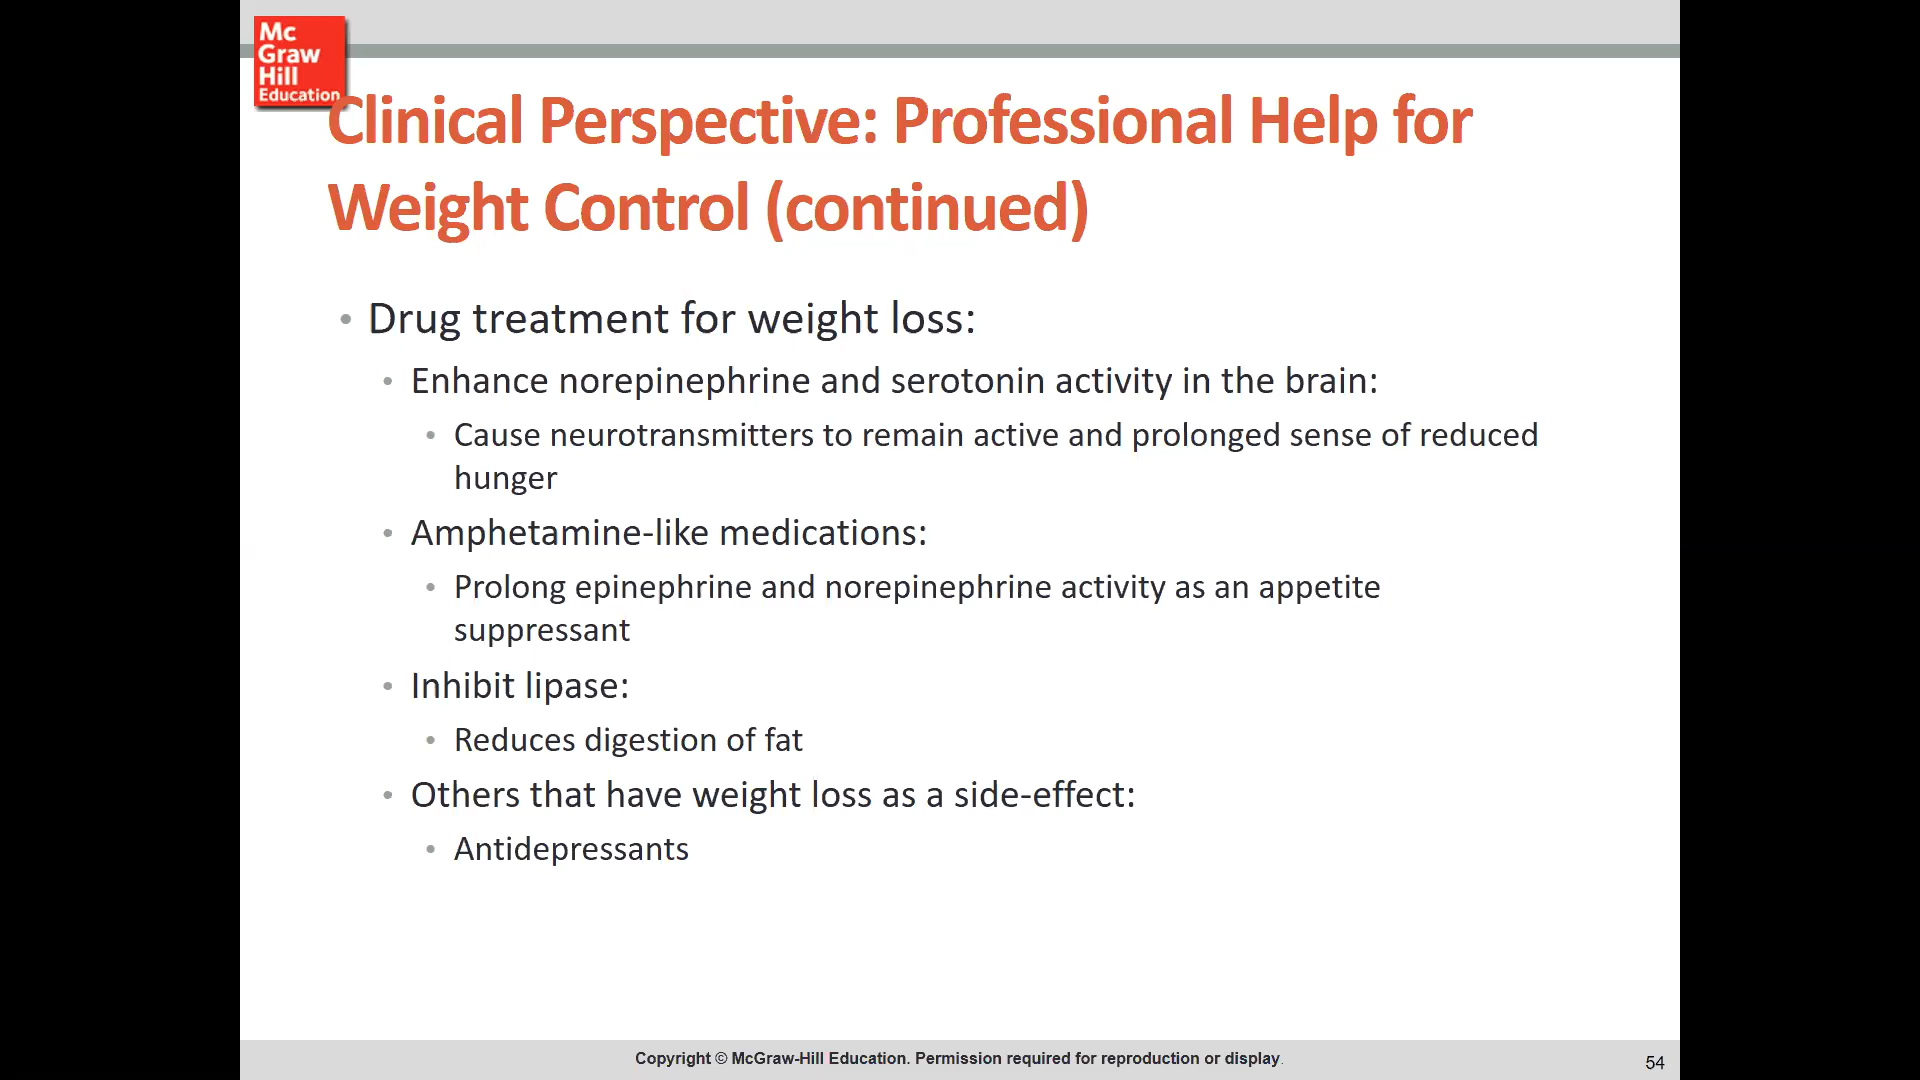 Mc
Graw
Hill
Education
Clinical Perspective: Professional Help for
Weight Control (continued)
• Drug treatment for weight loss:
• Enhance norepinephrine and serotonin activity in the brain:
• Cause neurotransmitters to remain active and prolonged sense of reduced
hunger
• Amphetamine-like medications:
• Prolong epinephrine and norepinephrine activity as an appetite
suppressant
• Inhibit lipase:
• Reduces digestion of fat
• Others that have weight loss as a side-effect:
• Antidepressants
Copyright © McGraw-Hill Education. Permission required for reproduction or display.
54